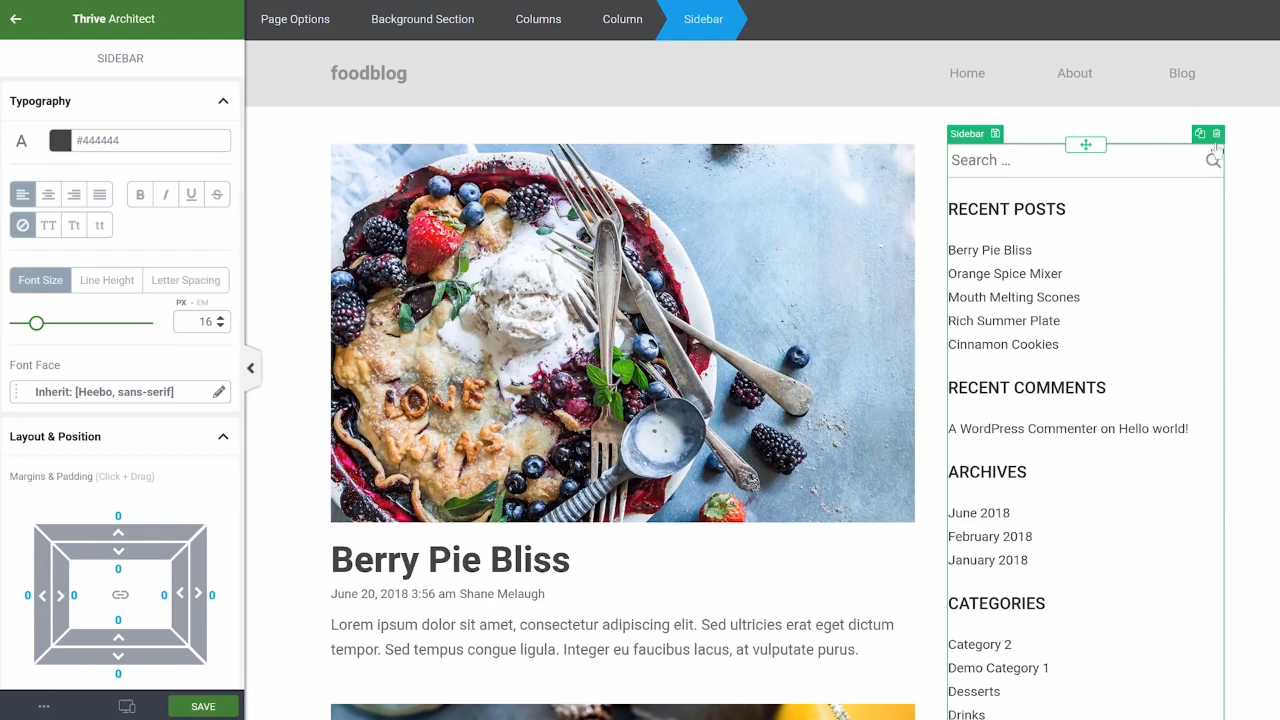 Thrive Architect
SIDEBAR
Typography
A
#444444
B I U S
TT Tt tt
Font Size Line Height Letter Spacing
PX • EM
16
Font Face
Inherit: [Heebo, sans-serif]
Layout & Position
Margins & Padding (Click + Drag)
0
0
0 0 0 0
0
0
SAVE
Page Options Background Section Columns Column Sidebar
foodblog
Home About Blog
LOVE
Berry Pie Bliss
June 20, 2018 3:56 am Shane Melaugh
Lorem ipsum dolor sit amet, consectetur adipiscing elit. Sed ultricies erat eget dictum
tempor. Sed tempus congue ligula. Integer eu faucibus lacus, at vulputate purus.
Sidebar
Search ...
RECENT POSTS
Berry Pie Bliss
Orange Spice Mixer
Mouth Melting Scones
Rich Summer Plate
Cinnamon Cookies
RECENT COMMENTS
A WordPress Commenter on Hello world!
ARCHIVES
June 2018
February 2018
January 2018
CATEGORIES
Category 2
Demo Category 1
Desserts
Drinks